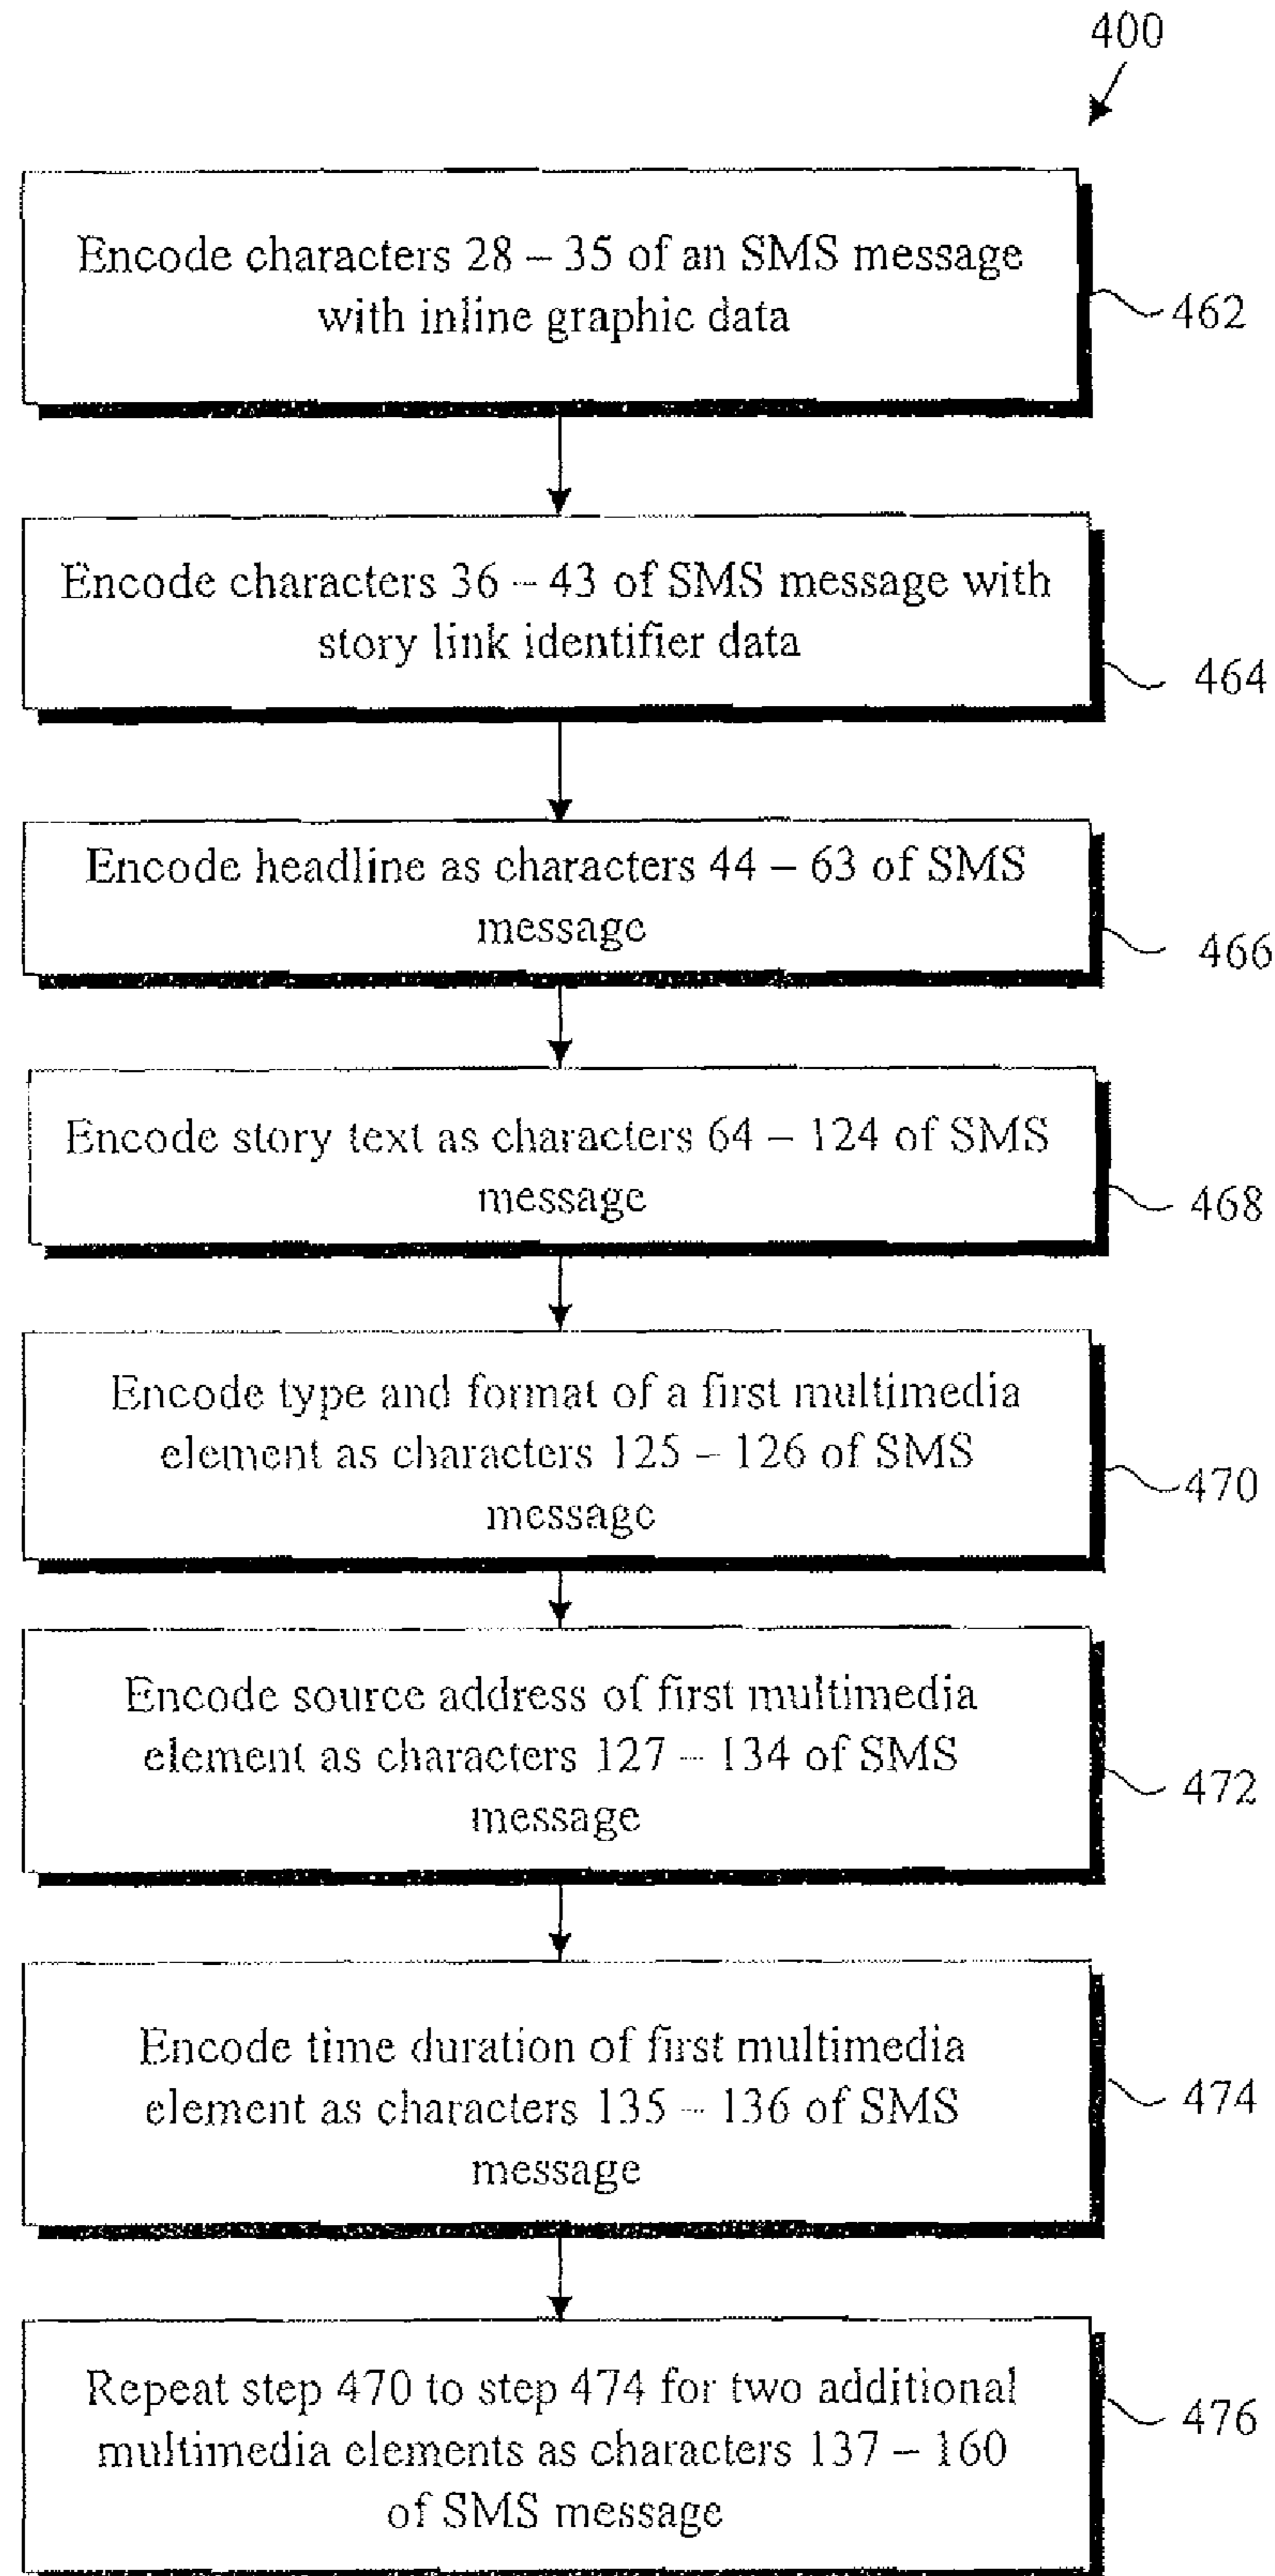 400
Encode characters 28 – 35 of an SMS message
with inline graphic data
462
Encode characters 36 – 43 of SMS message with
story link identifier data
464
Encode headline as characters 44 – 63 of SMS
message
466
Encode story text as characters 64 – 124 of SMS
message
468
Encode type and format of a first multimedia
element as characters 125 – 126 of SMS
message
470
Encode source address of first multimedia
element as characters 127 – 134 of SMS
message
472
Encode time duration of first multimedia
element as characters 135 – 136 of SMS
message
474
Repeat step 470 to step 474 for two additional
multimedia elements as characters 137 – 160
of SMS message
476